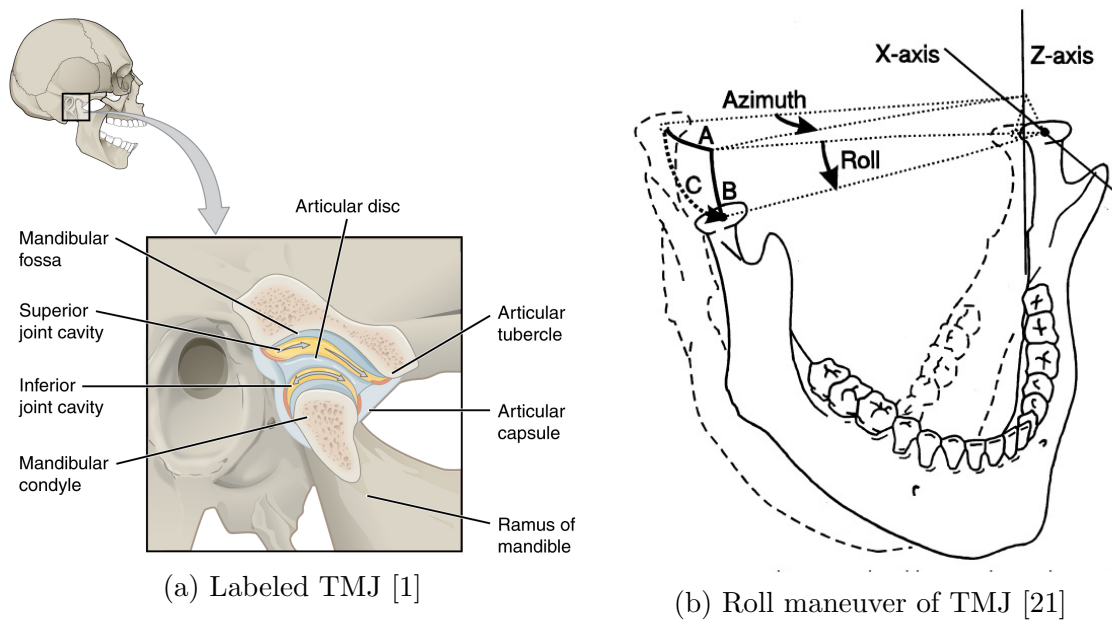 Articular disc
Mandibular
fossa
Superior
joint cavity
Inferior
joint cavity
Mandibular
condyle
Articular
tubercle
Articular
capsule
Ramus of
mandible
(a) Labeled TMJ [1]
X-axis
Z-axis
Azimuth
A
Roll
C
B
(b) Roll maneuver of TMJ [21]